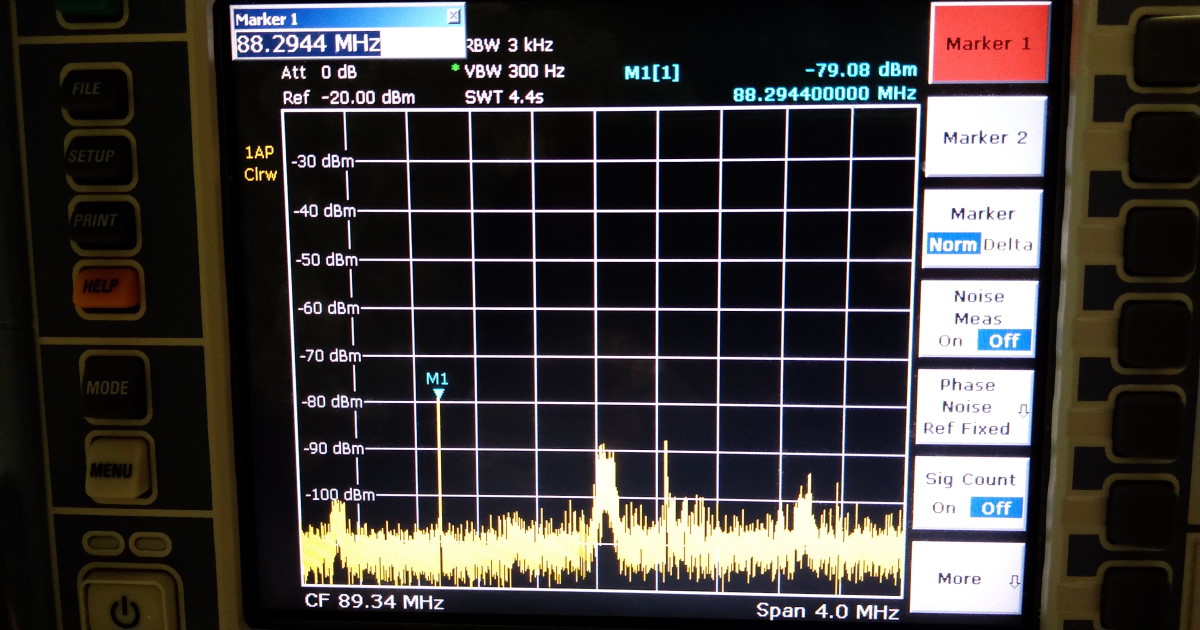 Marker 1
88.2944 MHz
RBW 3 kHz
Att 0 dB
* VBW 300 Hz
M1[1]
-79.08 dBm
Ref -20.00 dBm
SWT 4.4s
88.294400000 MHz
1AP
Clrw
-30 dBm
-40 dBm
-50 dBm
-60 dBm
-70 dBm
M1
-80 dBm
-90 dBm
-100 dBm
CF 89.34 MHz
Span 4.0 MHz
Marker 1
Marker 2
Marker
Norm Delta
Noise
Meas
On Off
Phase
Noise
Ref Fixed
Sig Count
On Off
More
FILE
SETUP
PRINT
HELP
MODE
MENU